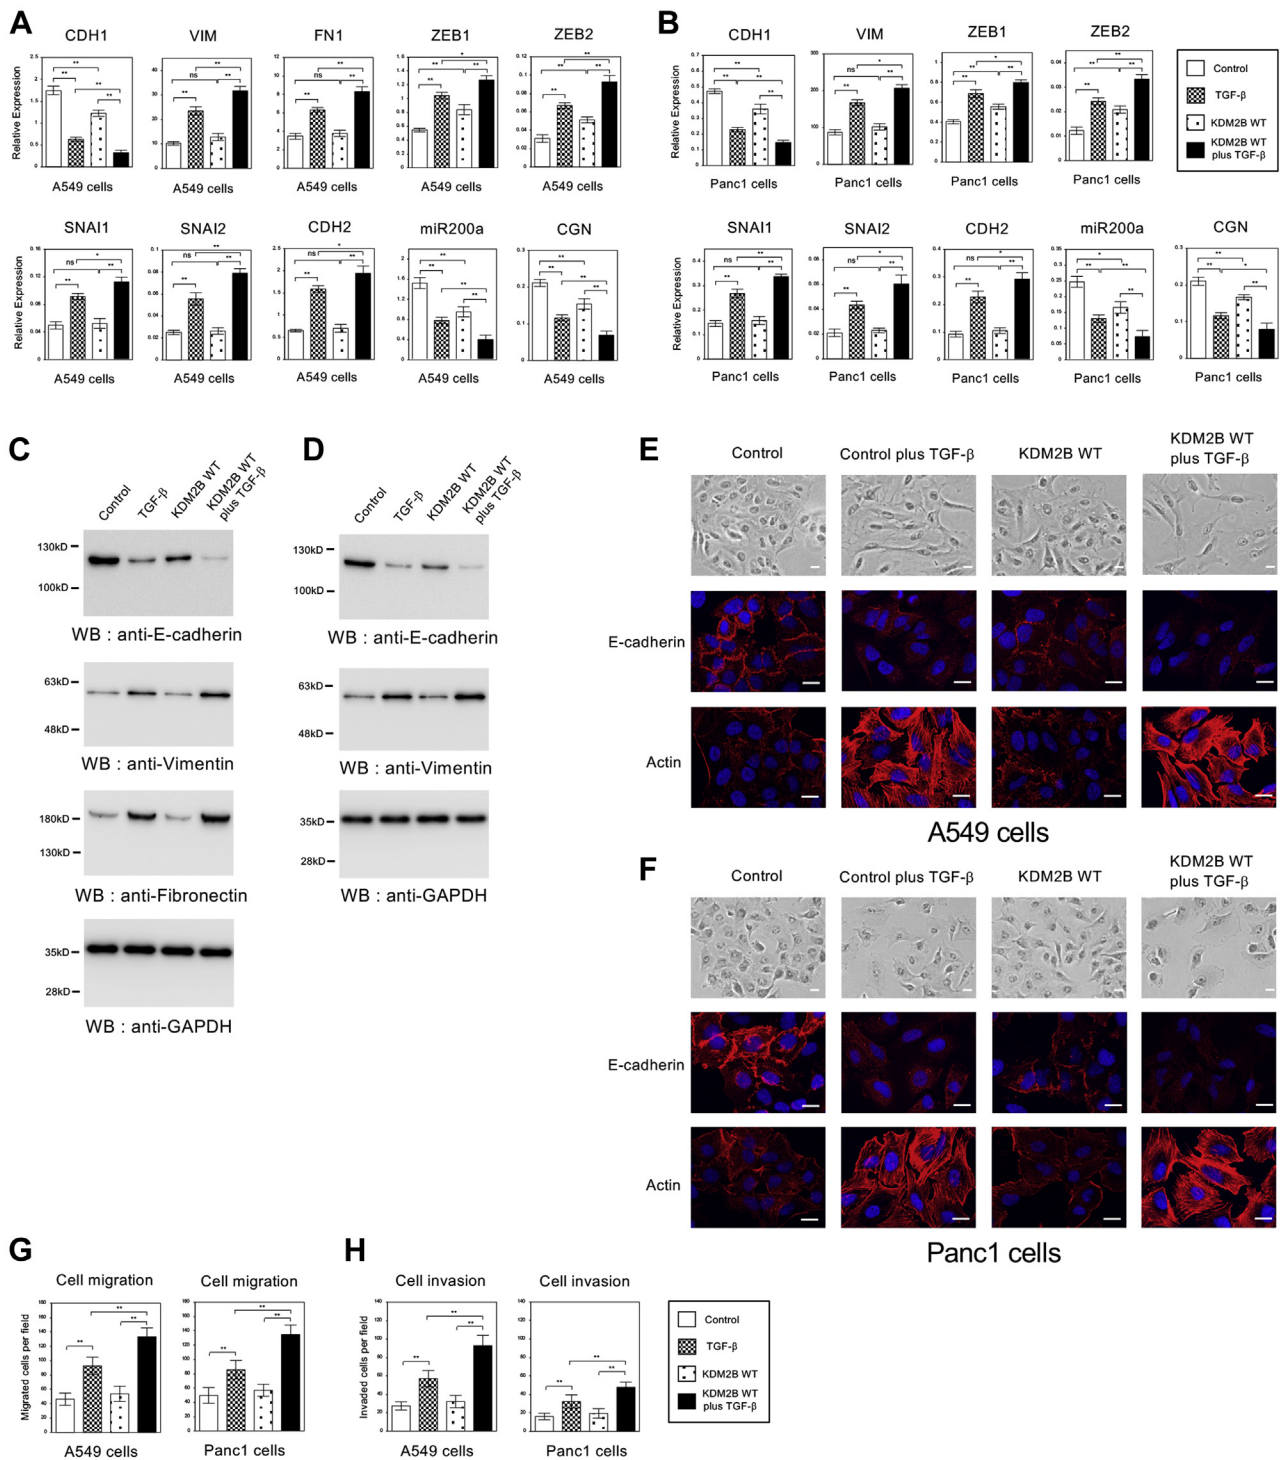 A
CDH1
VIM
FN1
ZEB1
ZEB2
Relative Expression
A549 cells
A549 cells
A549 cells
A549 cells
A549 cells
SNAI1
SNAI2
CDH2
miR200a
CGN
Relative Expression
A549 cells
A549 cells
A549 cells
A549 cells
A549 cells
B
CDH1
VIM
ZEB1
ZEB2
Relative Expression
Panc1 cells
Panc1 cells
Panc1 cells
Panc1 cells
Control
TGF-β
KDM2B WT
KDM2B WT
plus TGF-β
SNAI1
SNAI2
CDH2
miR200a
CGN
Relative Expression
Panc1 cells
Panc1 cells
Panc1 cells
Panc1 cells
Panc1 cells
C
Control
TGF-β
KDM2B WT
KDM2B WT
plus TGF-β
130kD
100kD
WB : anti-E-cadherin
63kD
48kD
WB : anti-Vimentin
180kD
130kD
WB : anti-Fibronectin
35kD
28kD
WB : anti-GAPDH
D
Control
TGF-β
KDM2B WT
KDM2B WT
plus TGF-β
130kD
100kD
WB : anti-E-cadherin
63kD
48kD
WB : anti-Vimentin
35kD
28kD
WB : anti-GAPDH
E
Control
Control plus TGF-β
KDM2B WT
KDM2B WT
plus TGF-β
E-cadherin
Actin
A549 cells
F
Control
Control plus TGF-β
KDM2B WT
KDM2B WT
plus TGF-β
E-cadherin
Actin
Panc1 cells
G
Cell migration
Cell migration
Migrated cells per field
A549 cells
Panc1 cells
H
Cell invasion
Cell invasion
Invaded cells per field
A549 cells
Panc1 cells
Control
TGF-β
KDM2B WT
KDM2B WT
plus TGF-β